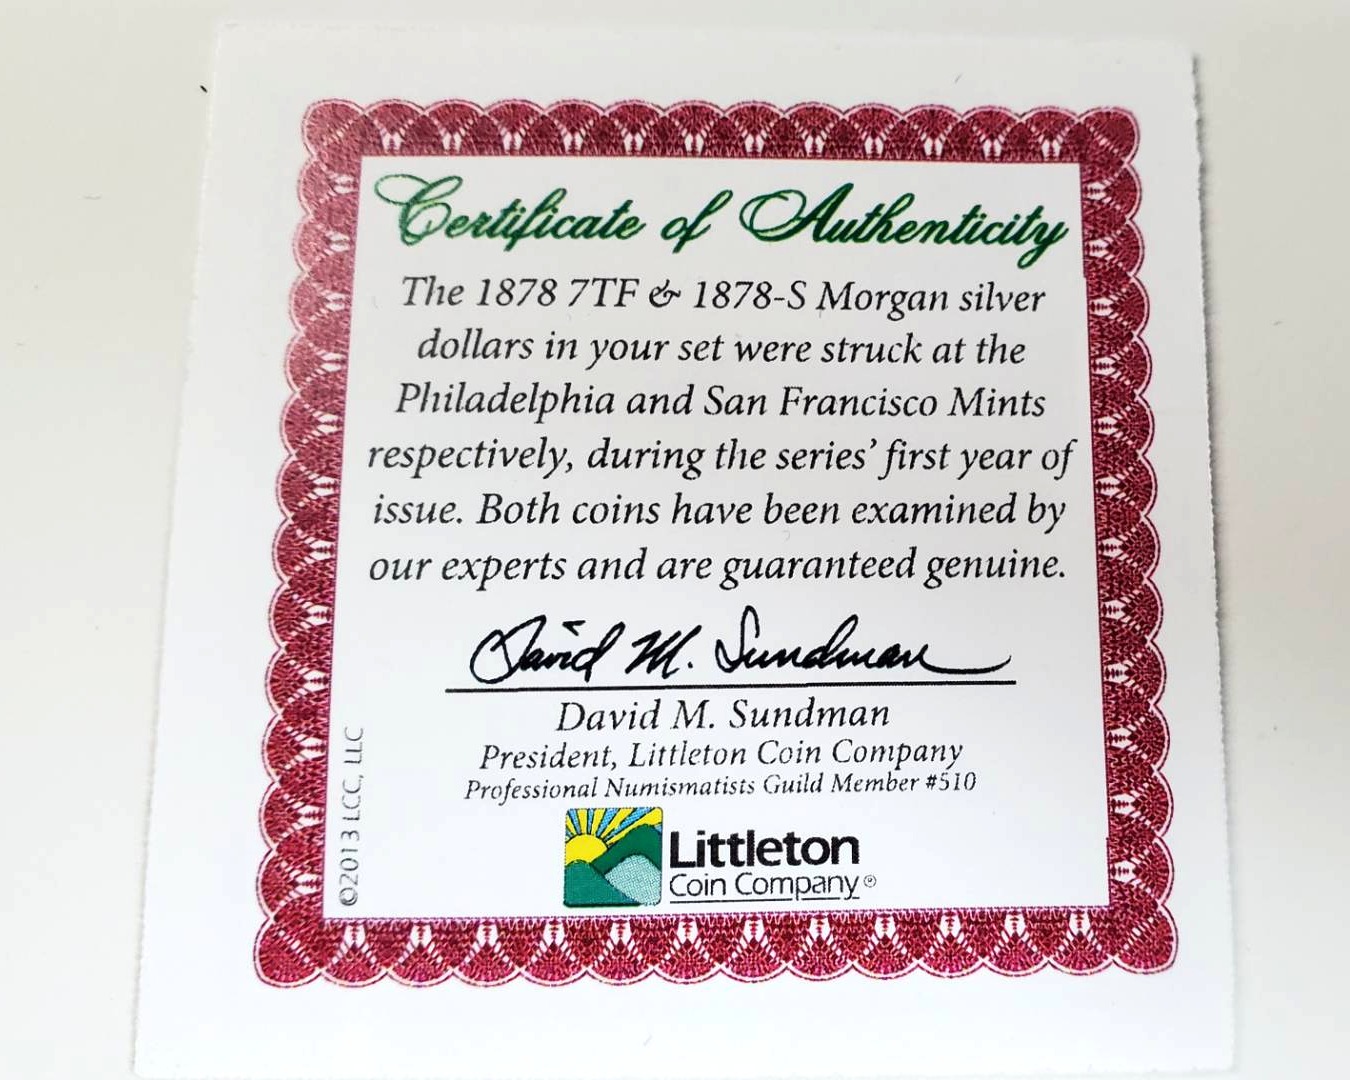 Certificate of Authenticity
The 1878 7TF & 1878-S Morgan silver
dollars in your set were struck at the
Philadelphia and San Francisco Mints
respectively, during the series' first year of
issue. Both coins have been examined by
our experts and are guaranteed genuine.
David M. Sundman
David M. Sundman
President, Littleton Coin Company
Professional Numismatists Guild Member #510
Littleton
Coin Company®
©2013 LCC, LLC